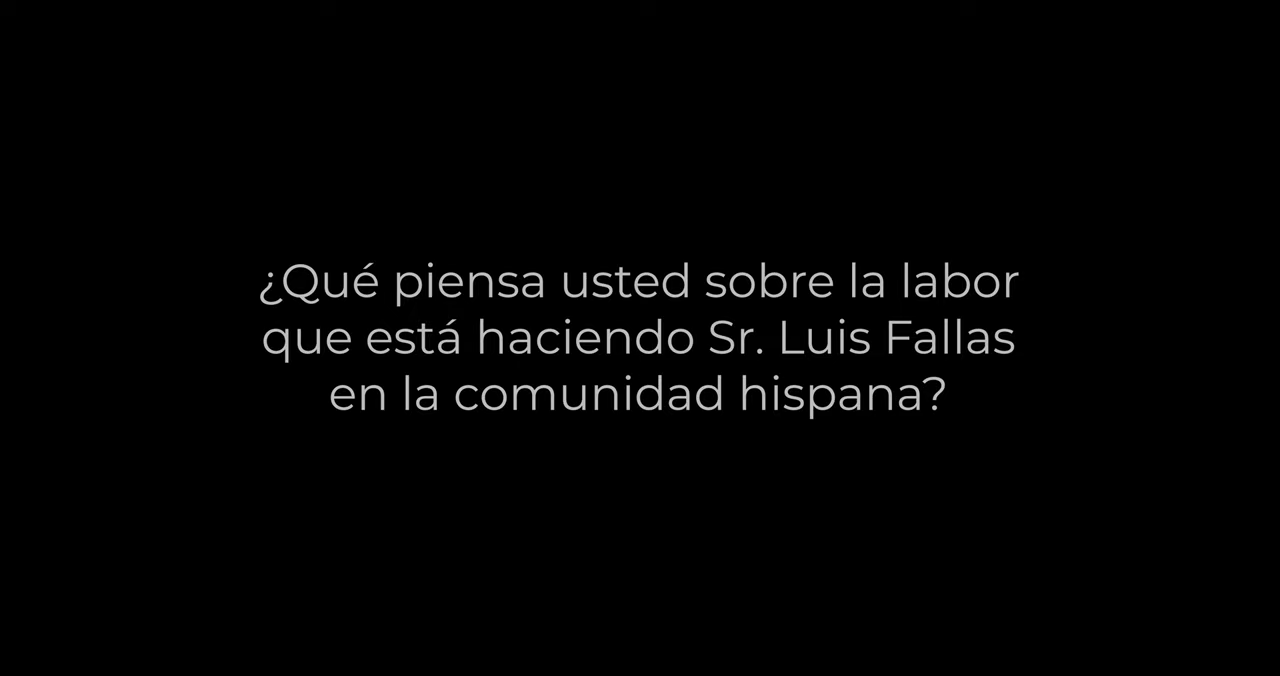 ¿Qué piensa usted sobre la labor
que está haciendo Sr. Luis Fallas
en la comunidad hispana?